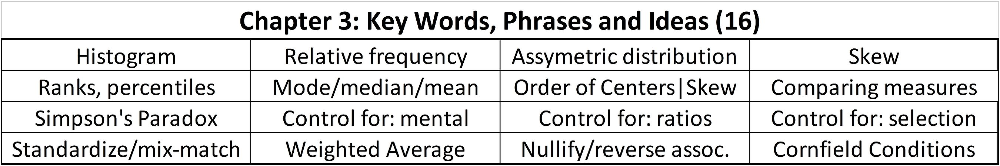 Chapter 3: Key Words, Phrases and Ideas (16)
Histogram Relative frequency Assymetric distribution Skew
Ranks, percentiles Mode/median/mean Order of Centers|Skew Comparing measures
Simpson's Paradox Control for: mental Control for: ratios Control for: selection
Standardize/mix-match Weighted Average Nullify/reverse assoc. Cornfield Conditions